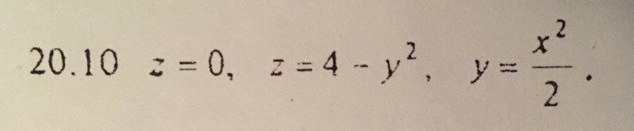 20.10 z = 0, z = 4 - y², y = x²/2.